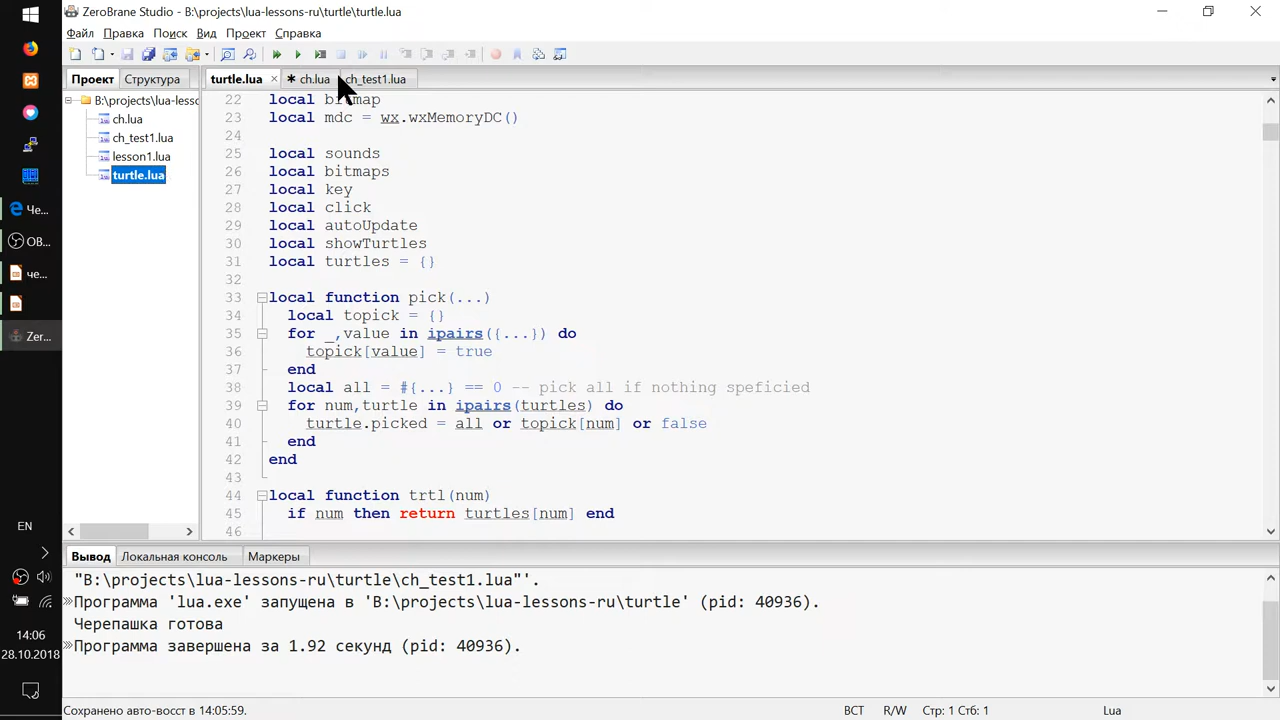 ZeroBrane Studio - B:\projects\lua-lessons-ru\turtle\turtle.lua
Файл Правка Поиск Вид Проект Справка
Проект Структура
turtle.lua ch.lua ch_test1.lua
B:\projects\lua-lesso
ch.lua
ch_test1.lua
lesson1.lua
turtle.lua
22 local bitmap
23 local mdc = wx.wxMemoryDC()
24
25 local sounds
26 local bitmaps
27 local key
28 local click
29 local autoUpdate
30 local showTurtles
31 local turtles = {}
32
33 local function pick(...)
34 local topick = {}
35 for _,value in ipairs({...}) do
36 topick[value] = true
37 end
38 local all = #{...} == 0 -- pick all if nothing speficied
39 for num,turtle in ipairs(turtles) do
40 turtle.picked = all or topick[num] or false
41 end
42 end
43
44 local function trtl(num)
45 if num then return turtles[num] end
46
Че...
OB...
че...
Zer...
EN
14:06
28.10.2018
Вывод Локальная консоль Маркеры
"B:\projects\lua-lessons-ru\turtle\ch_test1.lua"'.
Программа 'lua.exe' запущена в 'B:\projects\lua-lessons-ru\turtle' (pid: 40936).
Черепашка готова
Программа завершена за 1.92 секунд (pid: 40936).
Сохранено авто-восст в 14:05:59. ВСТ R/W Стр: 1 Стб: 1 Lua